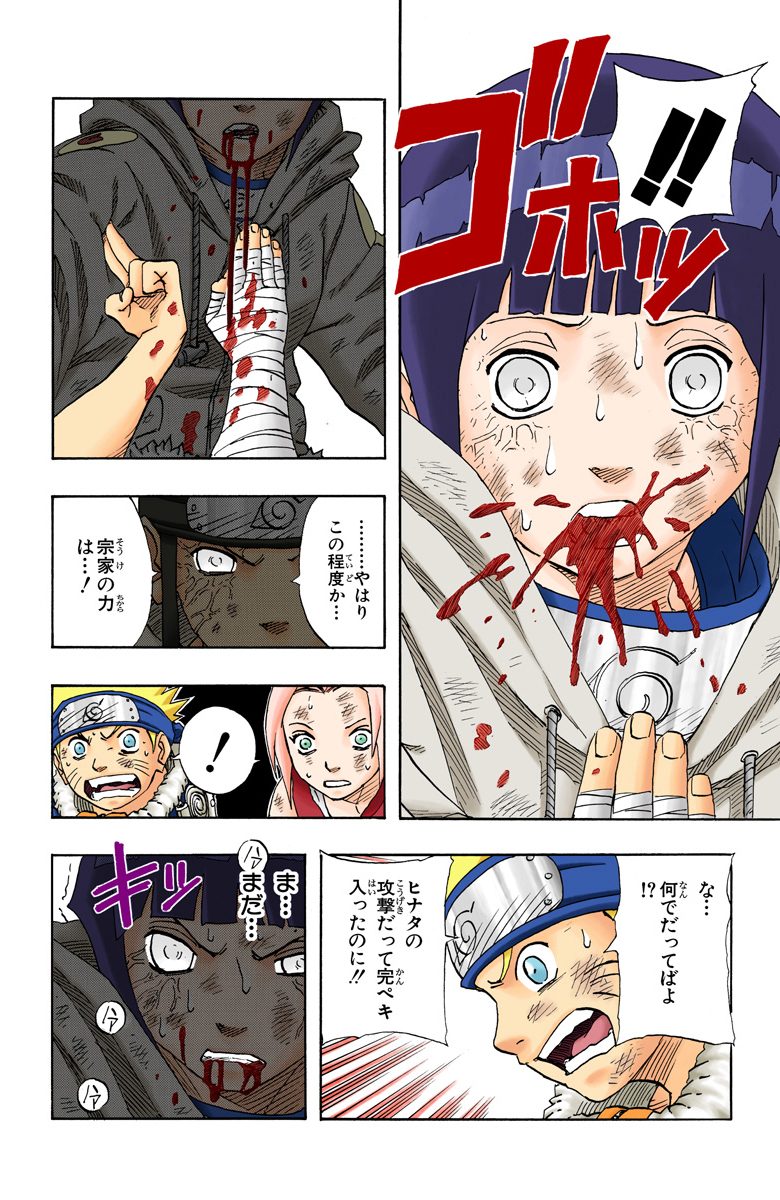 !!
ゴホッ
‥‥‥‥やはり
この程度か‥‥
宗家の力
は‥‥!
!
な‥‥
何でだってばよ
!?
ヒナタの
攻撃だって完ペキ
入ったのに!!
ま‥‥
まだ‥‥
キッ
ハァ
ハァ
ハァ